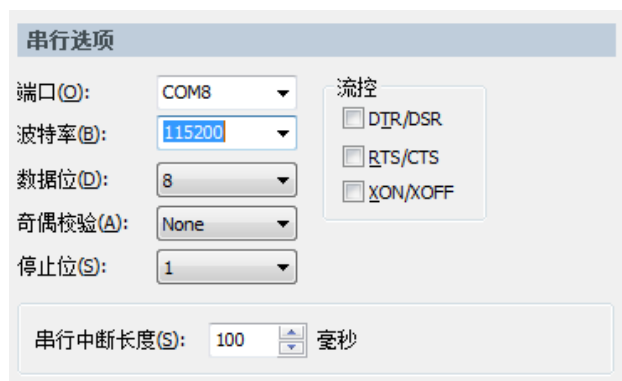 串行选项
端口(O): COM8
波特率(B): 115200
数据位(D): 8
奇偶校验(A): None
停止位(S): 1
流控
DTR/DSR
RTS/CTS
XON/XOFF
串行中断长度(S): 100 毫秒